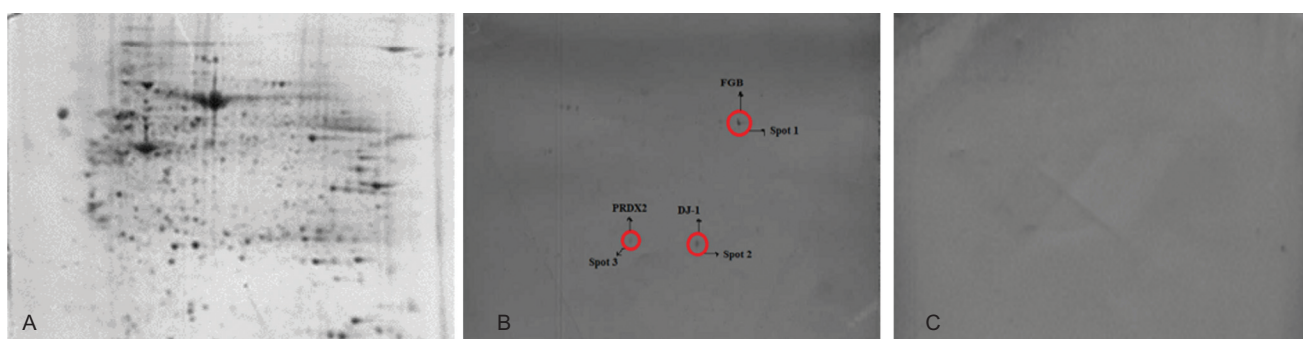 FGB
Spot 1
PRDX2
DJ-1
Spot 3
Spot 2
A
B
C